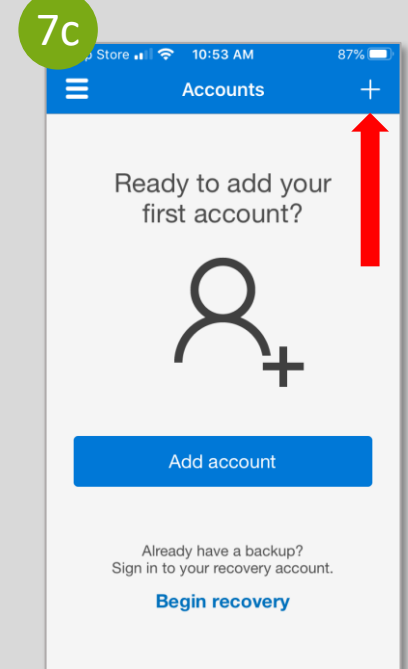 7c
Store 10:53 AM 87%
Accounts +
Ready to add your
first account?
Add account
Already have a backup?
Sign in to your recovery account.
Begin recovery